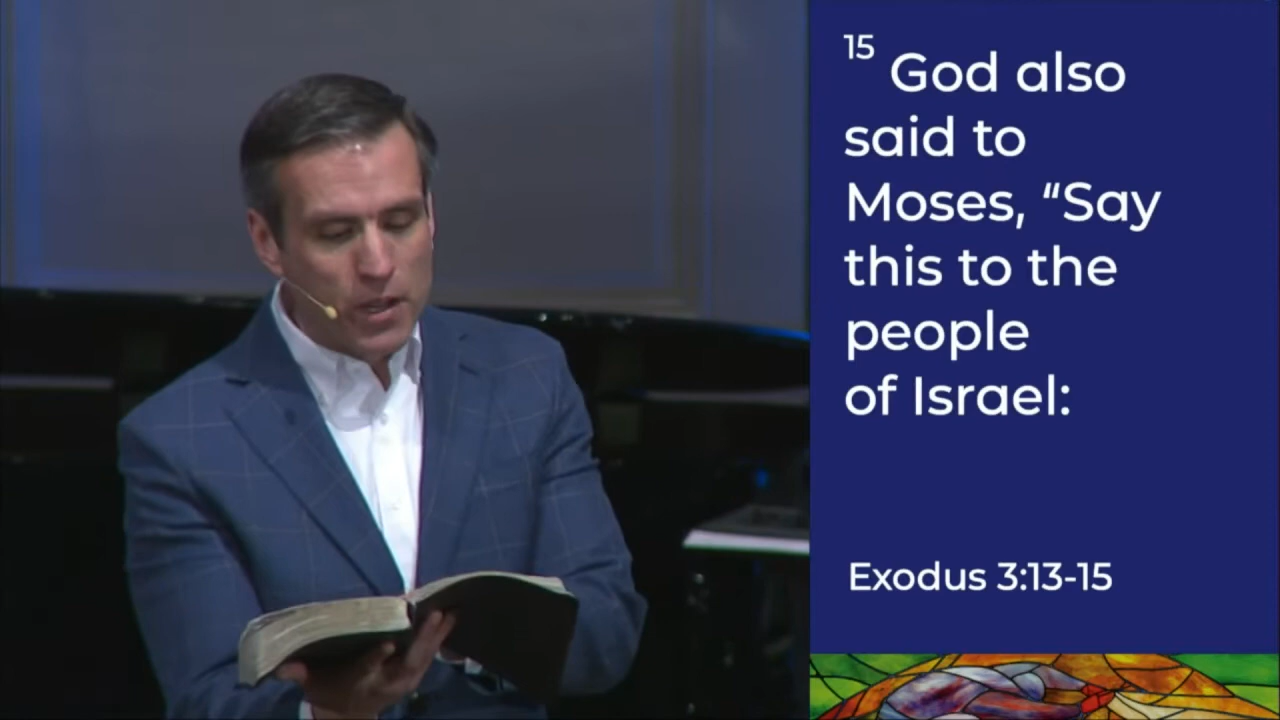 15 God also
said to
Moses, “Say
this to the
people
of Israel:
Exodus 3:13-15